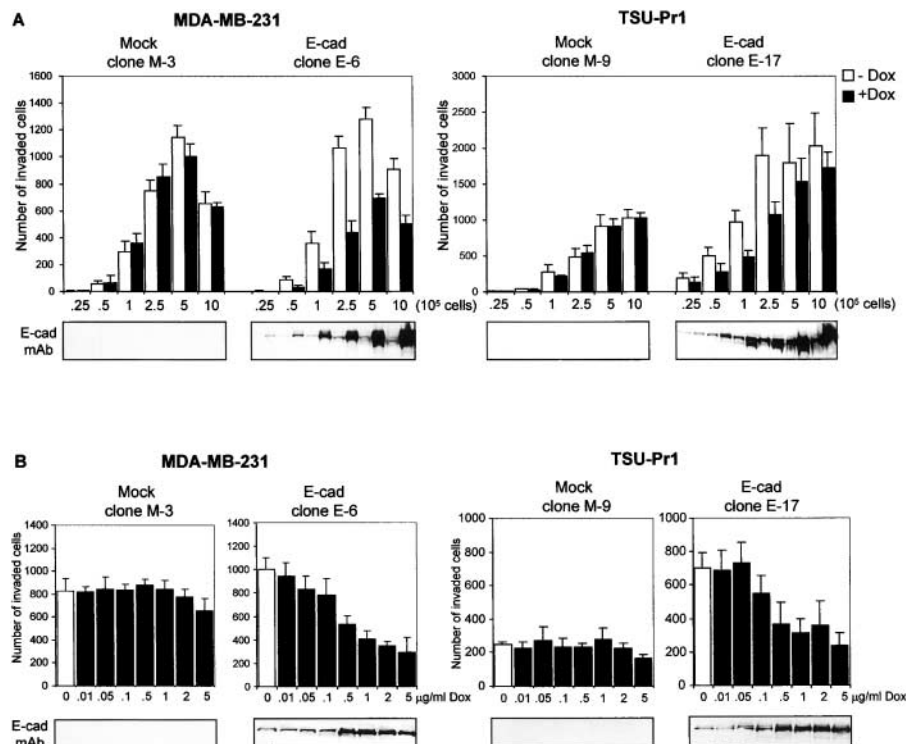 A
MDA-MB-231
TSU-Pr1
Mock
clone M-3
E-cad
clone E-6
Mock
clone M-9
E-cad
clone E-17
- Dox
+Dox
Number of invaded cells
1600
1400
1200
1000
800
600
400
200
0
.25 .5 1 2.5 5 10
.25 .5 1 2.5 5 10 (10⁵ cells)
Number of invaded cells
3000
2500
2000
1500
1000
500
0
.25 .5 1 2.5 5 10
.25 .5 1 2.5 5 10 (10⁵ cells)
E-cad
mAb
B
MDA-MB-231
TSU-Pr1
Mock
clone M-3
E-cad
clone E-6
Mock
clone M-9
E-cad
clone E-17
Number of invaded cells
1400
1200
1000
800
600
400
200
0
0 .01 .05 .1 .5 1 2 5
1400
1200
1000
800
600
400
200
0
0 .01 .05 .1 .5 1 2 5 μg/ml Dox
Number of invaded cells
1000
800
600
400
200
0
0 .01 .05 .1 .5 1 2 5
1000
800
600
400
200
0
0 .01 .05 .1 .5 1 2 5 μg/ml Dox
E-cad
mAb